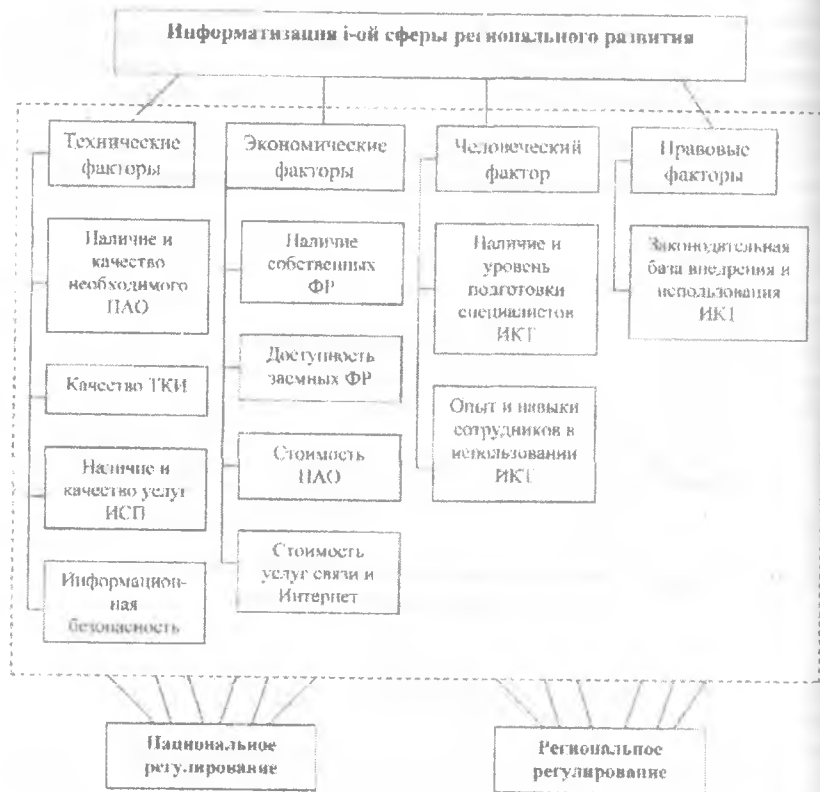 Информатизация i-ой сферы регионального развития
Технические
факторы
Наличие и
качество
необходимого
ПАО
Качество ТКИ
Наличие и
качество услуг
ИСП
Информацион-
ная
безопасность
Экономические
факторы
Наличие
собственных
ФР
Доступность
заемных ФР
Стоимость
ПАО
Стоимость
услуг связи и
Интернет
Человеческий
фактор
Наличие и
уровень
подготовки
специалистов
ИКТ
Опыт и навыки
сотрудников в
использовании
ИКТ
Правовые
факторы
Законодательная
база внедрения и
использования
ИКТ
Национальное
регулирование
Региональное
регулирование